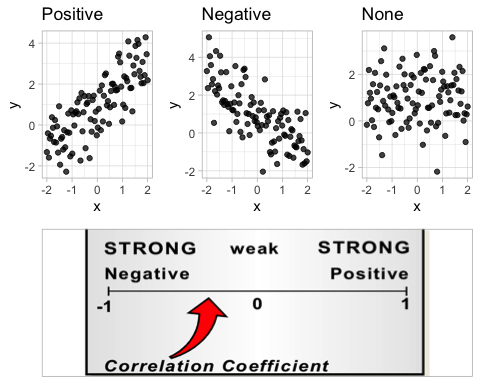 Positive Negative None
4
2
0
-2
y
-2 -1 0 1 2
x
4
2
0
-2
y
-2 -1 0 1 2
x
2
0
-2
y
-2 -1 0 1 2
x
STRONG weak STRONG
Negative Positive
-1 0 1
Correlation Coefficient